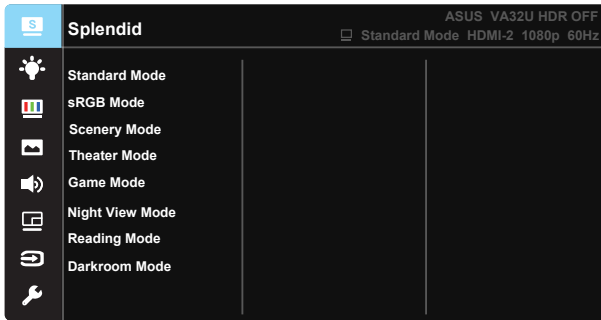 S
Splendid
ASUS VA32U HDR OFF
Standard Mode HDMI-2 1080p 60Hz
Standard Mode
sRGB Mode
Scenery Mode
Theater Mode
Game Mode
Night View Mode
Reading Mode
Darkroom Mode